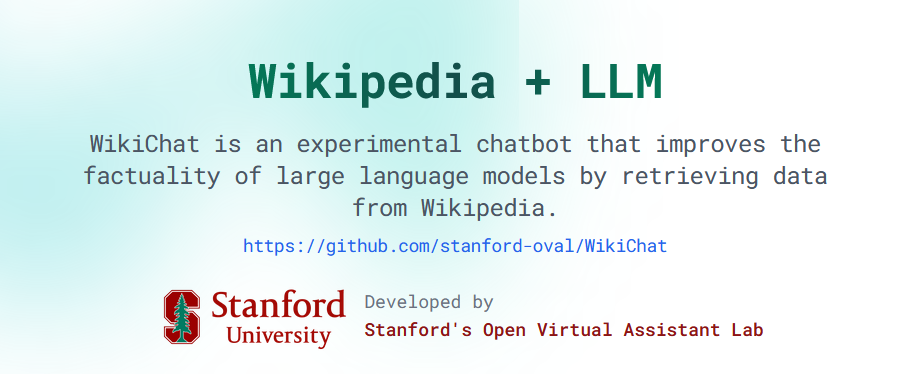 Wikipedia + LLM
WikiChat is an experimental chatbot that improves the
factuality of large language models by retrieving data
from Wikipedia.
https://github.com/stanford-oval/WikiChat
Stanford
University
Developed by
Stanford's Open Virtual Assistant Lab